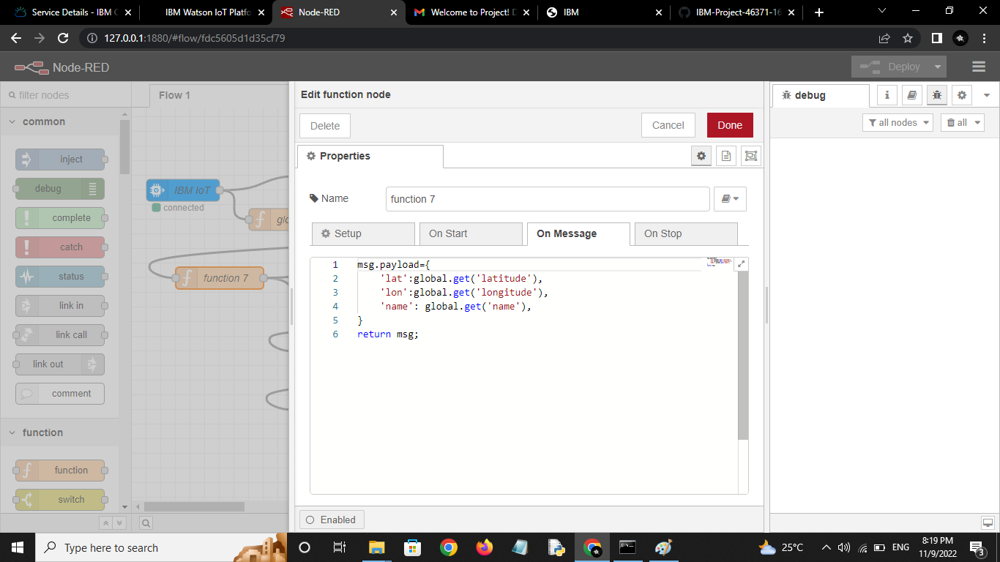 Service Details - IBM C
IBM Watson IoT Platfo
Node-RED
Welcome to Project! D
IBM
IBM-Project-46371-16
127.0.0.1:1880/#flow/fdc5605d1d35cf79
Node-RED
Deploy
filter nodes
Flow 1
Edit function node
debug
common
Delete
Cancel
Done
all nodes
all
inject
Properties
debug
IBM IoT
connected
Name
function 7
complete
glo
catch
Setup
On Start
On Message
On Stop
status
function 7
link in
link call
link out
comment
1 msg.payload={
2 'lat':global.get('latitude'),
3 'lon':global.get('longitude'),
4 'name': global.get('name'),
5 }
6 return msg;
function
function
switch
Enabled
Type here to search
25°C
ENG
8:19 PM
11/9/2022
3